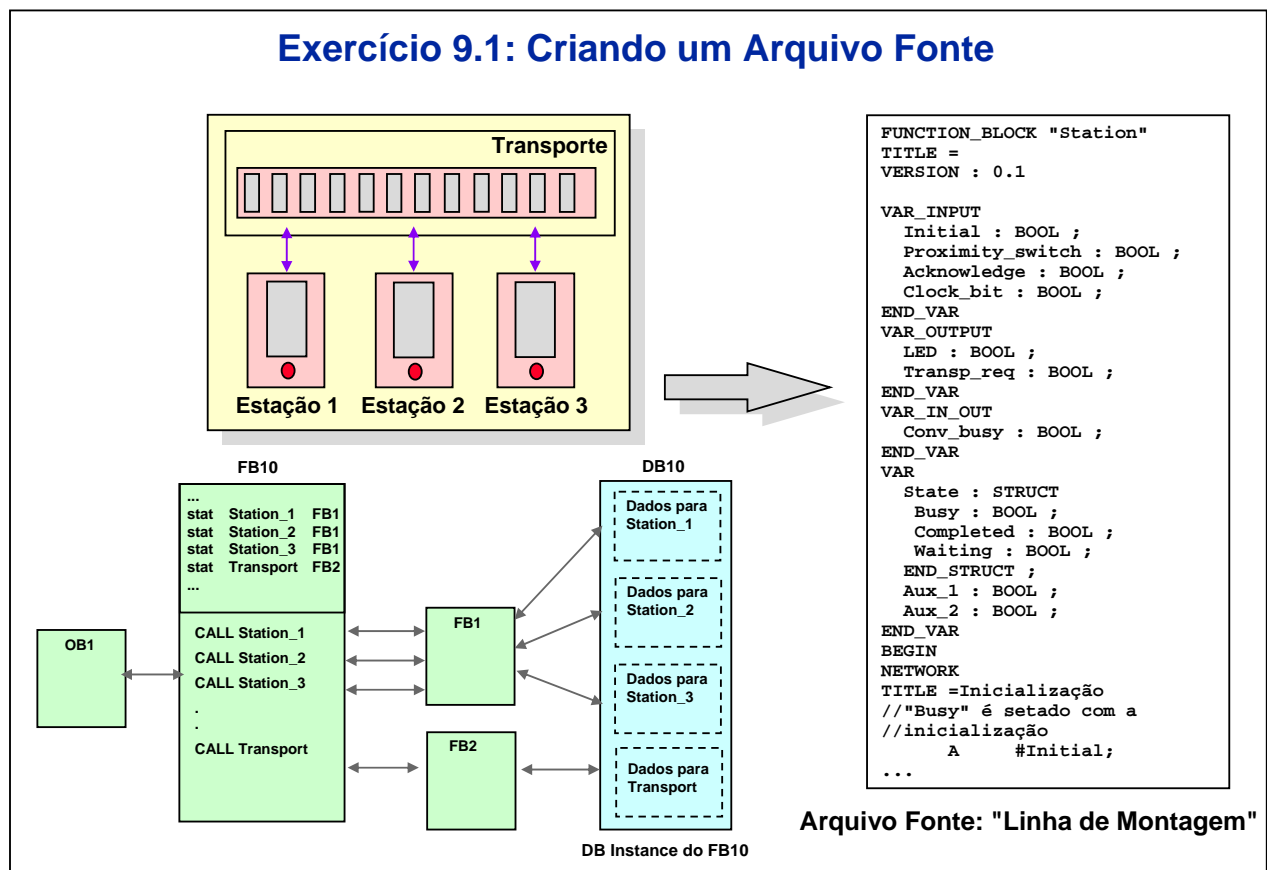 Exercício 9.1: Criando um Arquivo Fonte
Transporte
Estação 1 Estação 2 Estação 3
FB10
...
stat Station_1 FB1
stat Station_2 FB1
stat Station_3 FB1
stat Transport FB2
...
CALL Station_1
CALL Station_2
CALL Station_3
.
.
CALL Transport
OB1
FB1
FB2
DB10
Dados para
Station_1
Dados para
Station_2
Dados para
Station_3
Dados para
Transport
DB Instance do FB10
FUNCTION_BLOCK "Station"
TITLE =
VERSION : 0.1
VAR_INPUT
Initial : BOOL ;
Proximity_switch : BOOL ;
Acknowledge : BOOL ;
Clock_bit : BOOL ;
END_VAR
VAR_OUTPUT
LED : BOOL ;
Transp_req : BOOL ;
END_VAR
VAR_IN_OUT
Conv_busy : BOOL ;
END_VAR
VAR
State : STRUCT
Busy : BOOL ;
Completed : BOOL ;
Waiting : BOOL ;
END_STRUCT ;
Aux_1 : BOOL ;
Aux_2 : BOOL ;
END_VAR
BEGIN
NETWORK
TITLE =Inicialização
//"Busy" é setado com a
//inicialização
A #Initial;
...
Arquivo Fonte: "Linha de Montagem"